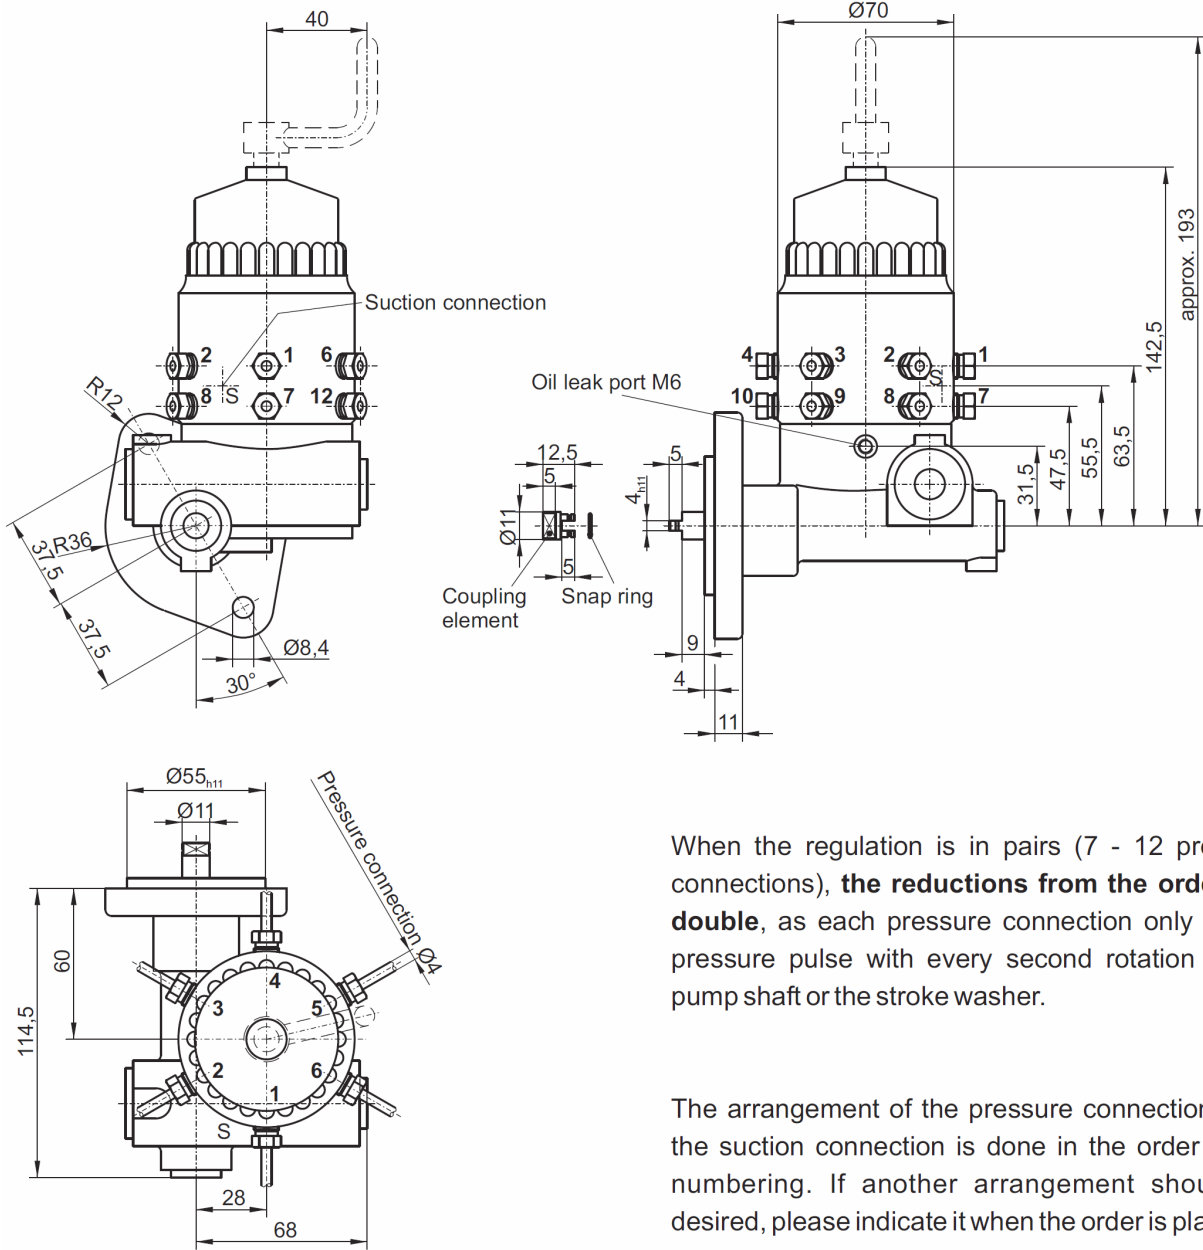 40
Ø70
approx. 193
142,5
Suction connection
2 1 6
S
8 7 12
R12
R36
37,5
37,5
Ø8,4
30°
4 3 2 1
S
10 9 8 7
Oil leak port M6
63,5
55,5
47,5
31,5
12,5
5
Ø11
5
5
4h11
Coupling
element
Snap ring
9
4
11
Ø55h11
Ø11
Pressure connection Ø4
60
114,5
4
3 5
2 6
1
S
28
68
When the regulation is in pairs (7 - 12 pre
connections), the reductions from the orde
double, as each pressure connection only
pressure pulse with every second rotation
pump shaft or the stroke washer.
The arrangement of the pressure connection
the suction connection is done in the order
numbering. If another arrangement shou
desired, please indicate it when the order is pla